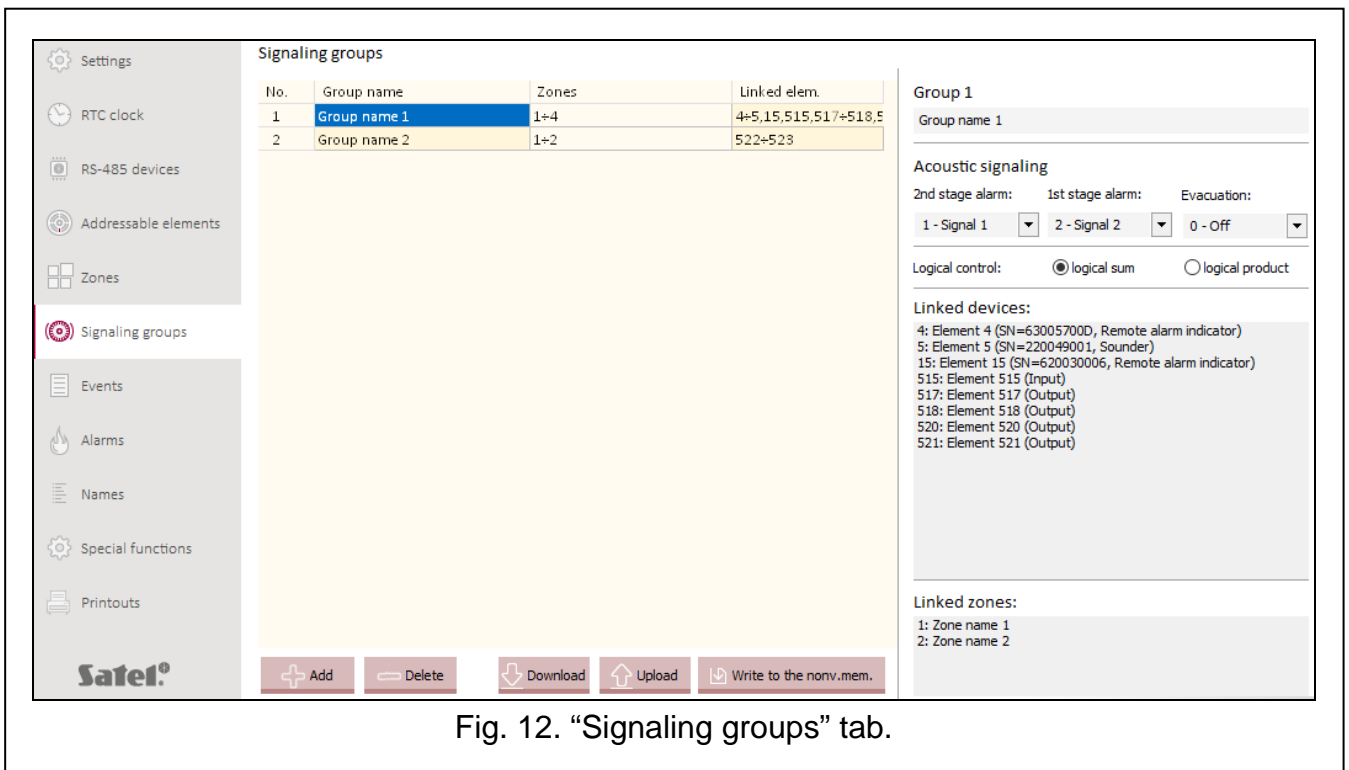 Settings
RTC clock
RS-485 devices
Addressable elements
Zones
Signaling groups
Events
Alarms
Names
Special functions
Printouts
Satel
Signaling groups
No. Group name Zones Linked elem.
1 Group name 1 1÷4 4÷5,15,515,517÷518,5
2 Group name 2 1÷2 522÷523
Add Delete Download Upload Write to the nonv.mem.
Group 1
Group name 1
Acoustic signaling
2nd stage alarm: 1st stage alarm: Evacuation:
1 - Signal 1 2 - Signal 2 0 - Off
Logical control: logical sum logical product
Linked devices:
4: Element 4 (SN=63005700D, Remote alarm indicator)
5: Element 5 (SN=220049001, Sounder)
15: Element 15 (SN=620030006, Remote alarm indicator)
515: Element 515 (Input)
517: Element 517 (Output)
518: Element 518 (Output)
520: Element 520 (Output)
521: Element 521 (Output)
Linked zones:
1: Zone name 1
2: Zone name 2
Fig. 12. “Signaling groups” tab.